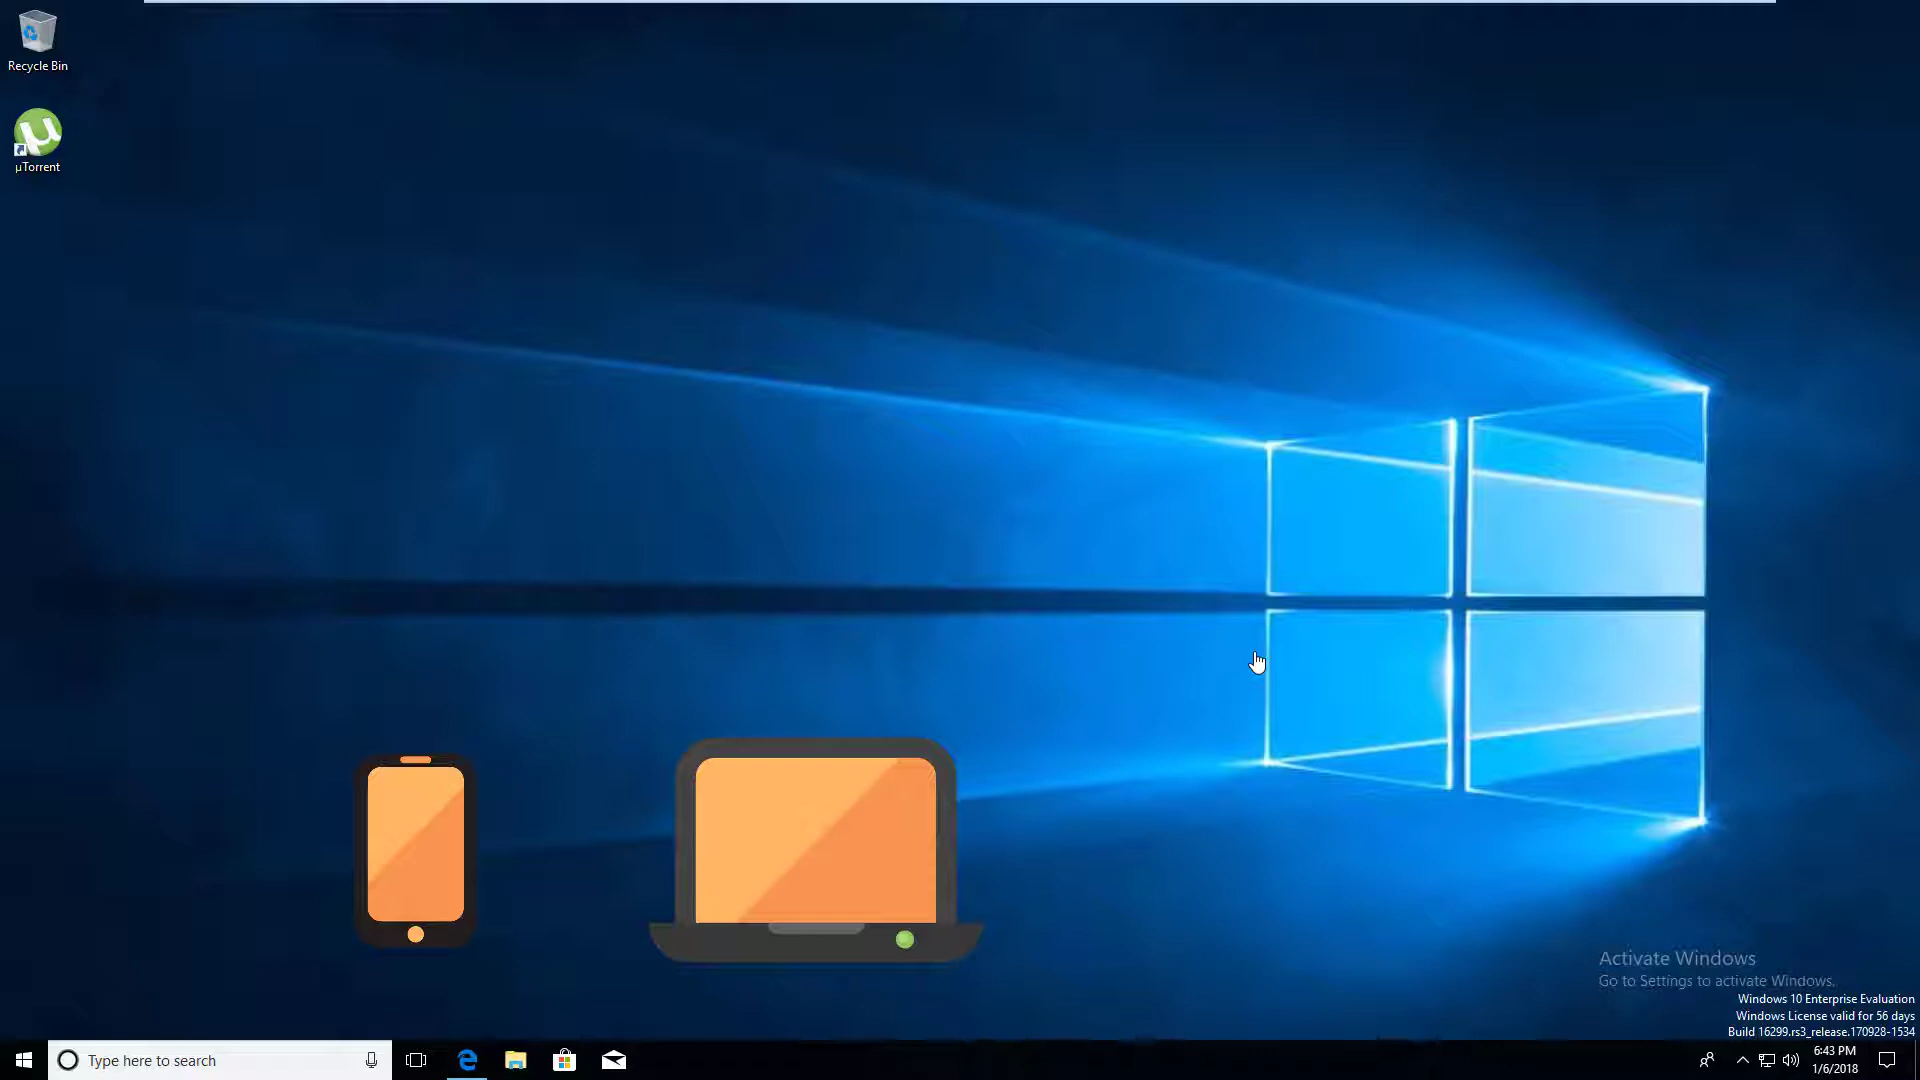 Recycle Bin
µTorrent
Activate Windows
Go to Settings to activate Windows.
Windows 10 Enterprise Evaluation
Windows License valid for 56 days
Build 16299.rs3_release.170928-1534
Type here to search
6:43 PM
1/6/2018